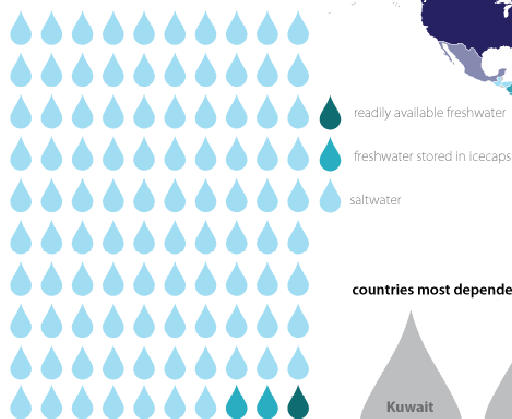 readily available freshwater
freshwater stored in icecaps
saltwater
countries most depende
Kuwait